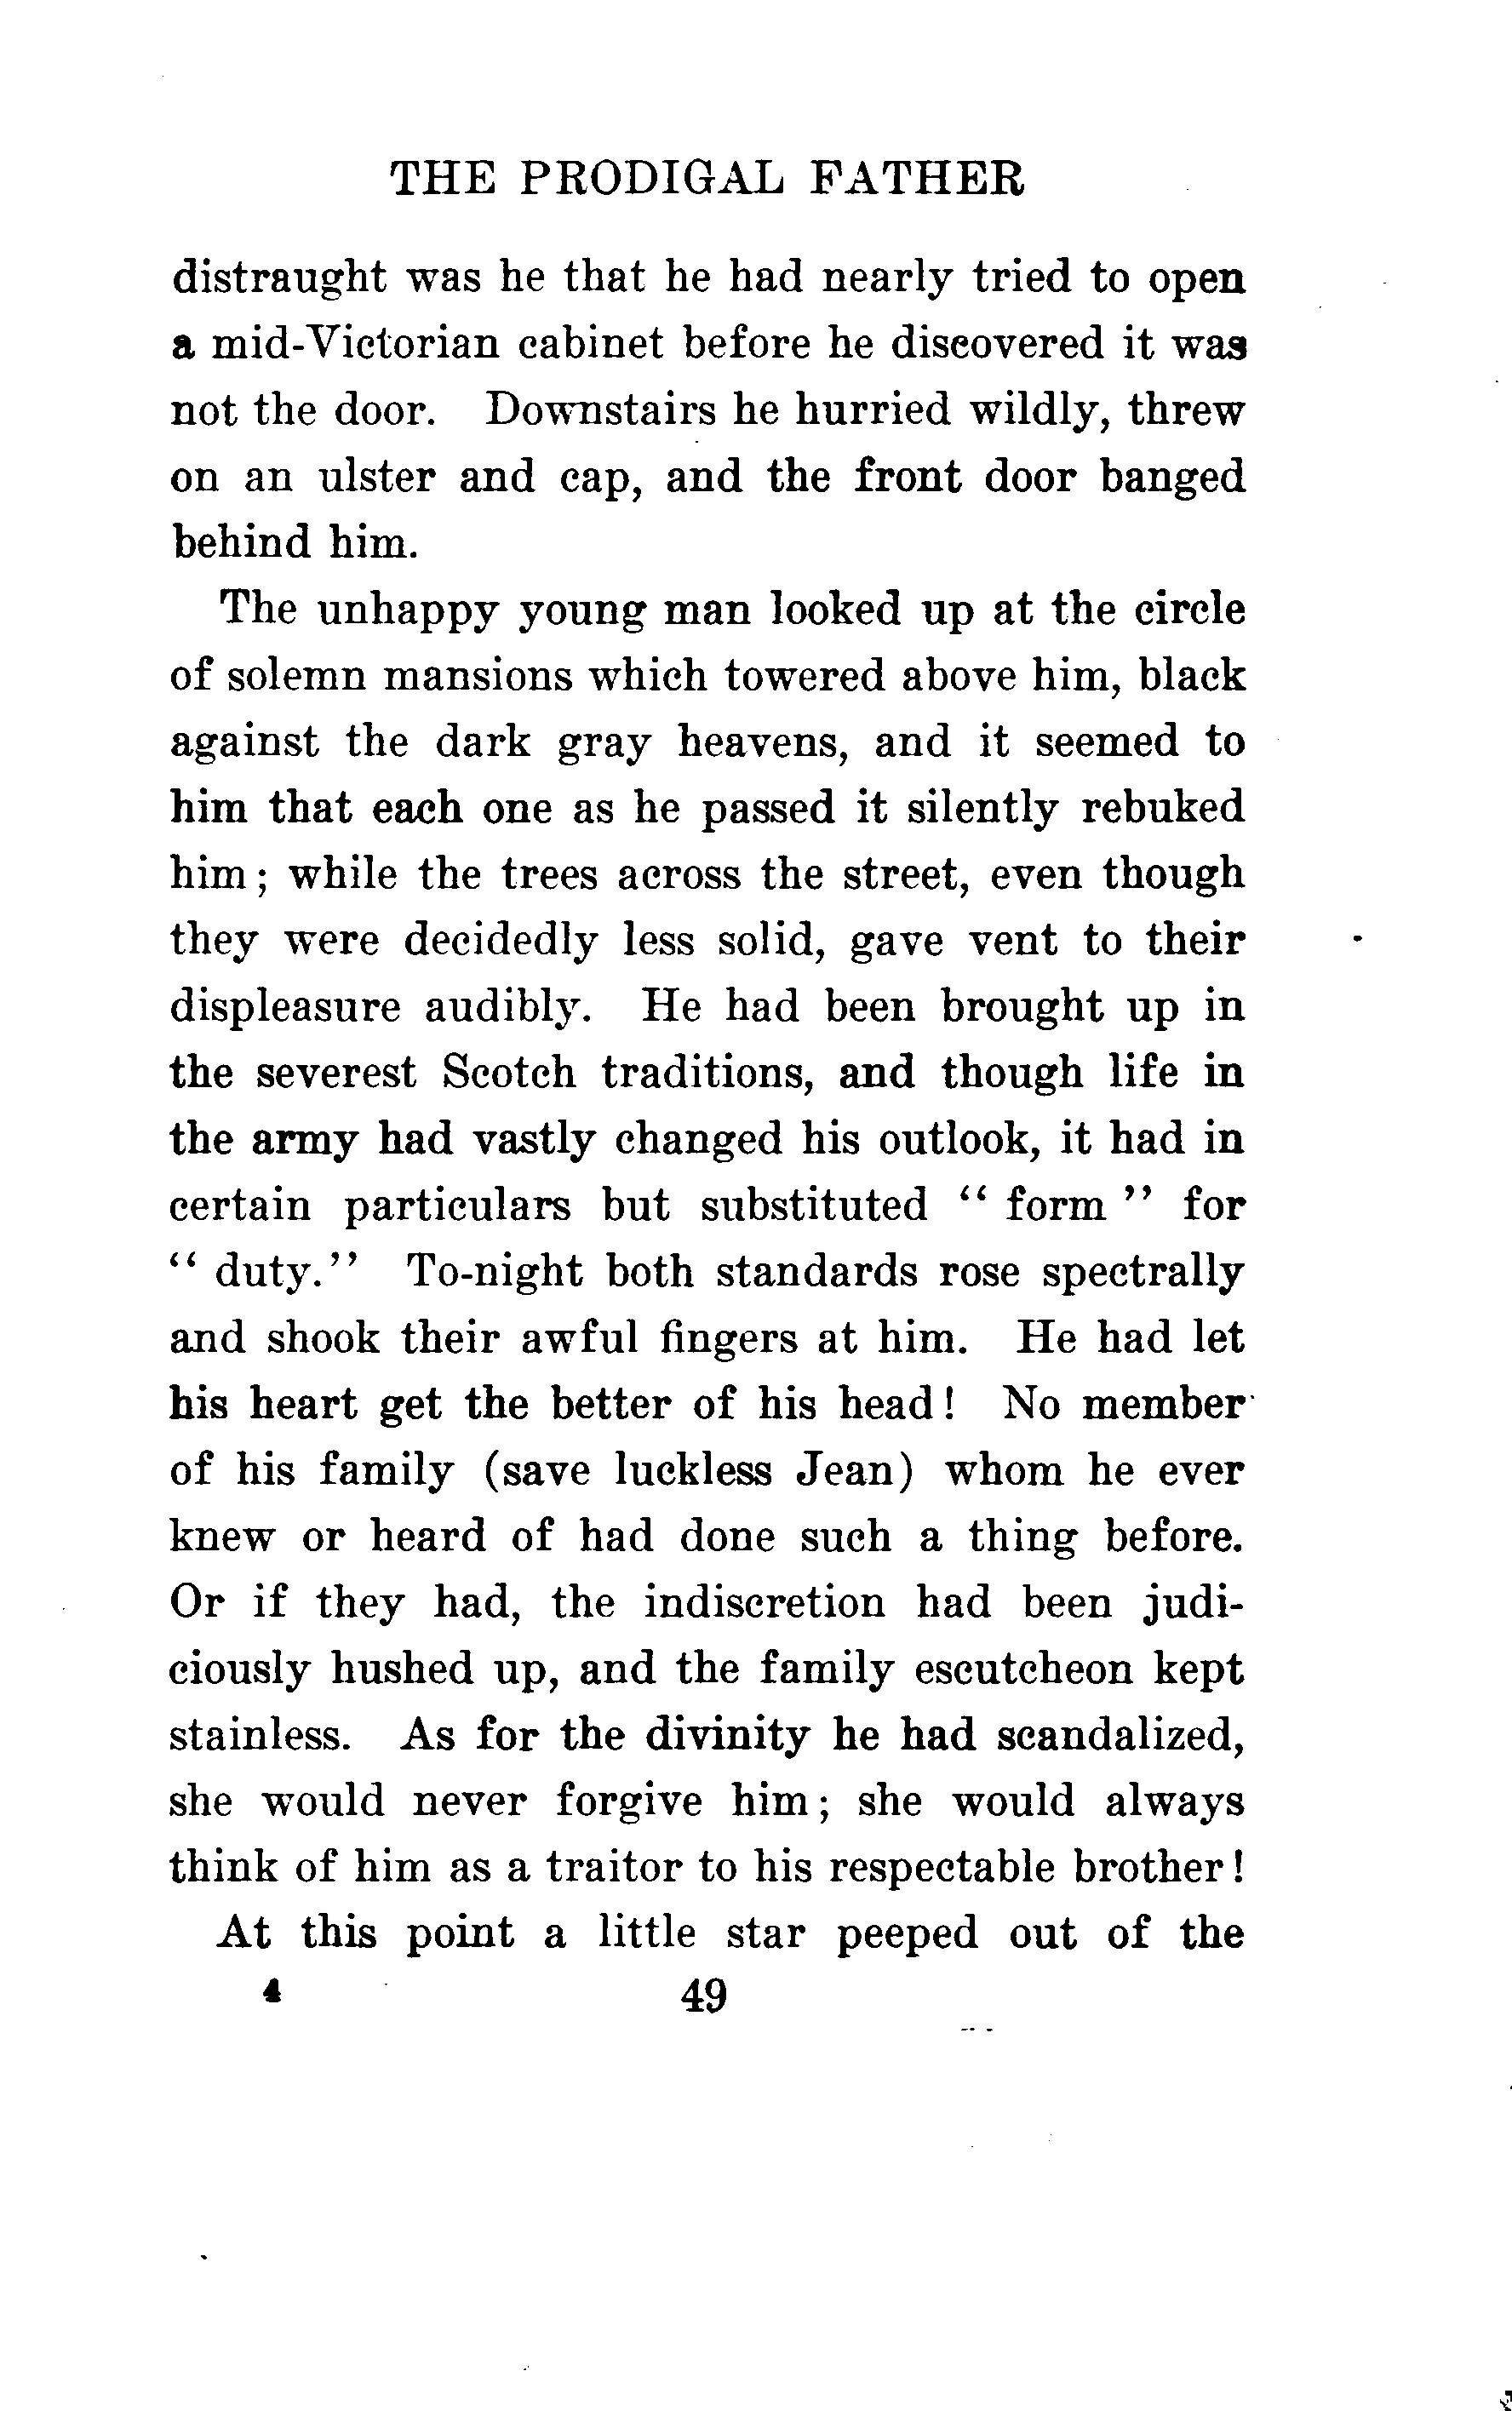 THE PRODIGAL FATHER
distraught was he that he had nearly tried to open
a mid-Victorian cabinet before he discovered it was
not the door. Downstairs he hurried wildly, threw
on an ulster and cap, and the front door banged
behind him.
The unhappy young man looked up at the circle
of solemn mansions which towered above him, black
against the dark gray heavens, and it seemed to
him that each one as he passed it silently rebuked
him; while the trees across the street, even though
they were decidedly less solid, gave vent to their
displeasure audibly. He had been brought up in
the severest Scotch traditions, and though life in
the army had vastly changed his outlook, it had in
certain particulars but substituted “ form ” for
“ duty.” To-night both standards rose spectrally
and shook their awful fingers at him. He had let
his heart get the better of his head! No member
of his family (save luckless Jean) whom he ever
knew or heard of had done such a thing before.
Or if they had, the indiscretion had been judi-
ciously hushed up, and the family escutcheon kept
stainless. As for the divinity he had scandalized,
she would never forgive him; she would always
think of him as a traitor to his respectable brother!
At this point a little star peeped out of the
4 49